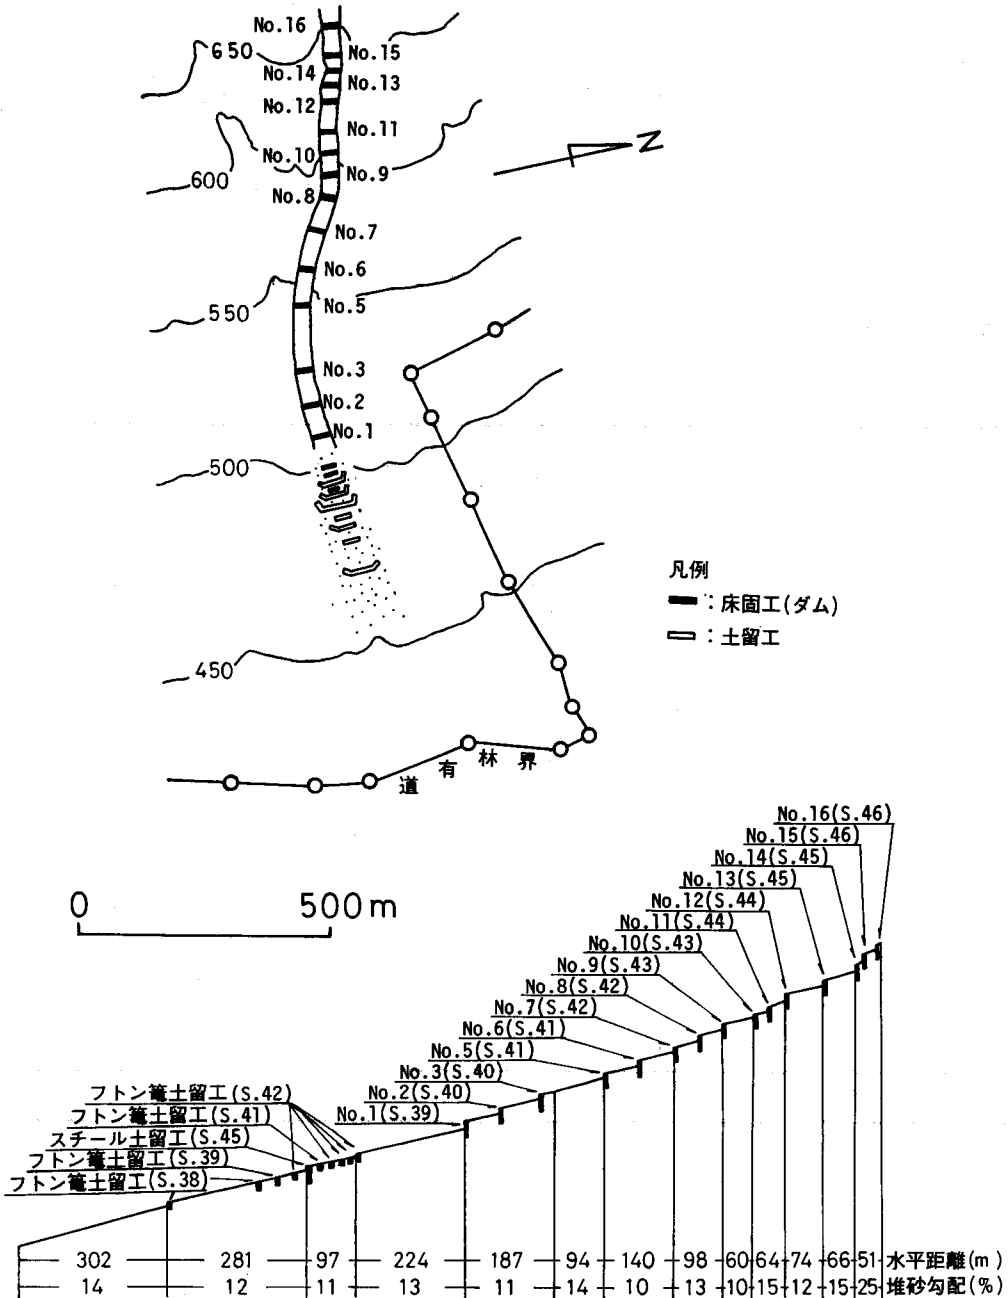 No.16
650
No.15
No.14
No.13
No.12
No.11
No.10
600
No.9
No.8
No.7
No.6
550
No.5
No.3
No.2
No.1
500
450
N
凡例
:床固工(ダム)
:土留工
道有林界
0 500m
No.16(S.46)
No.15(S.46)
No.14(S.45)
No.13(S.45)
No.12(S.44)
No.11(S.44)
No.10(S.43)
No.9(S.43)
No.8(S.42)
No.7(S.42)
No.6(S.41)
No.5(S.41)
No.3(S.40)
No.2(S.40)
No.1(S.39)
フトン篭土留工(S.42)
フトン篭土留工(S.41)
スチール土留工(S.45)
フトン篭土留工(S.39)
フトン篭土留工(S.38)
302 281 97 224 187 94 140 98 60 64 74 66 51 水平距離(m)
14 12 11 13 11 14 10 13 10 15 12 15 25 堆砂勾配(%)